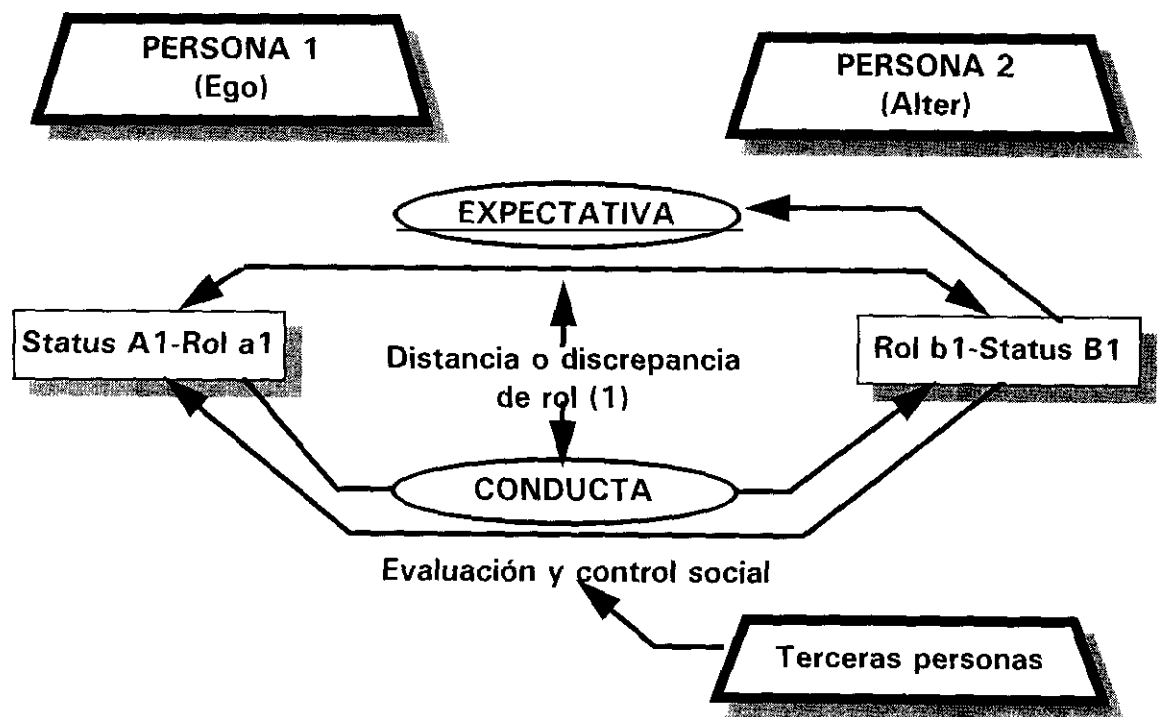 PERSONA 1
(Ego)
PERSONA 2
(Alter)
EXPECTATIVA
Status A1-Rol a1
Rol b1-Status B1
Distancia o discrepancia
de rol (1)
CONDUCTA
Evaluación y control social
Terceras personas